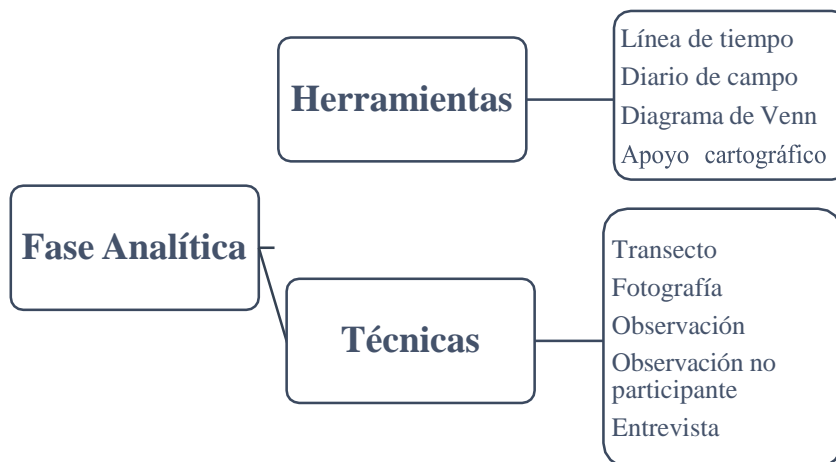 Herramientas
Línea de tiempo
Diario de campo
Diagrama de Venn
Apoyo cartográfico
Fase Analítica
Técnicas
Transecto
Fotografía
Observación
Observación no
participante
Entrevista